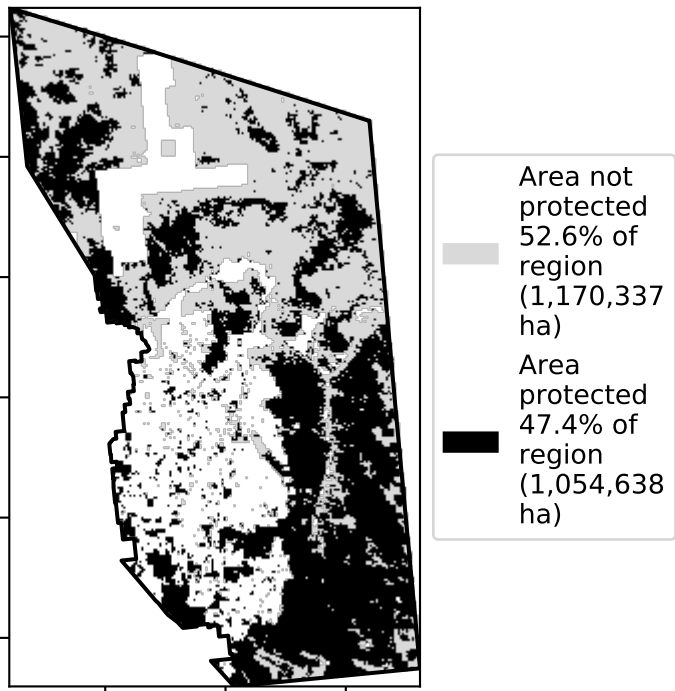 Area not
protected
52.6% of
region
(1,170,337
ha)
Area
protected
47.4% of
region
(1,054,638
ha)